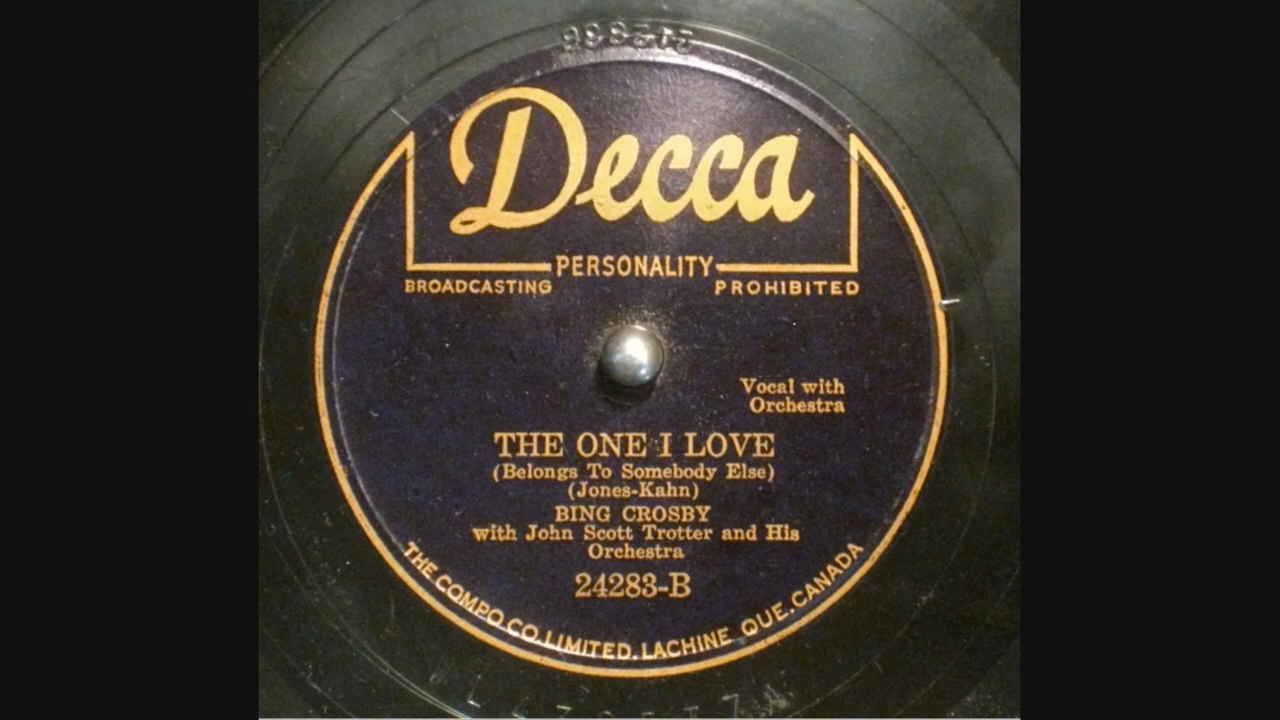 Decca
PERSONALITY
BROADCASTING PROHIBITED
Vocal with
Orchestra
THE ONE I LOVE
(Belongs To Somebody Else)
(Jones-Kahn)
BING CROSBY
with John Scott Trotter and His
Orchestra
24283-B
THE COMPO CO. LIMITED. LACHINE QUE. CANADA